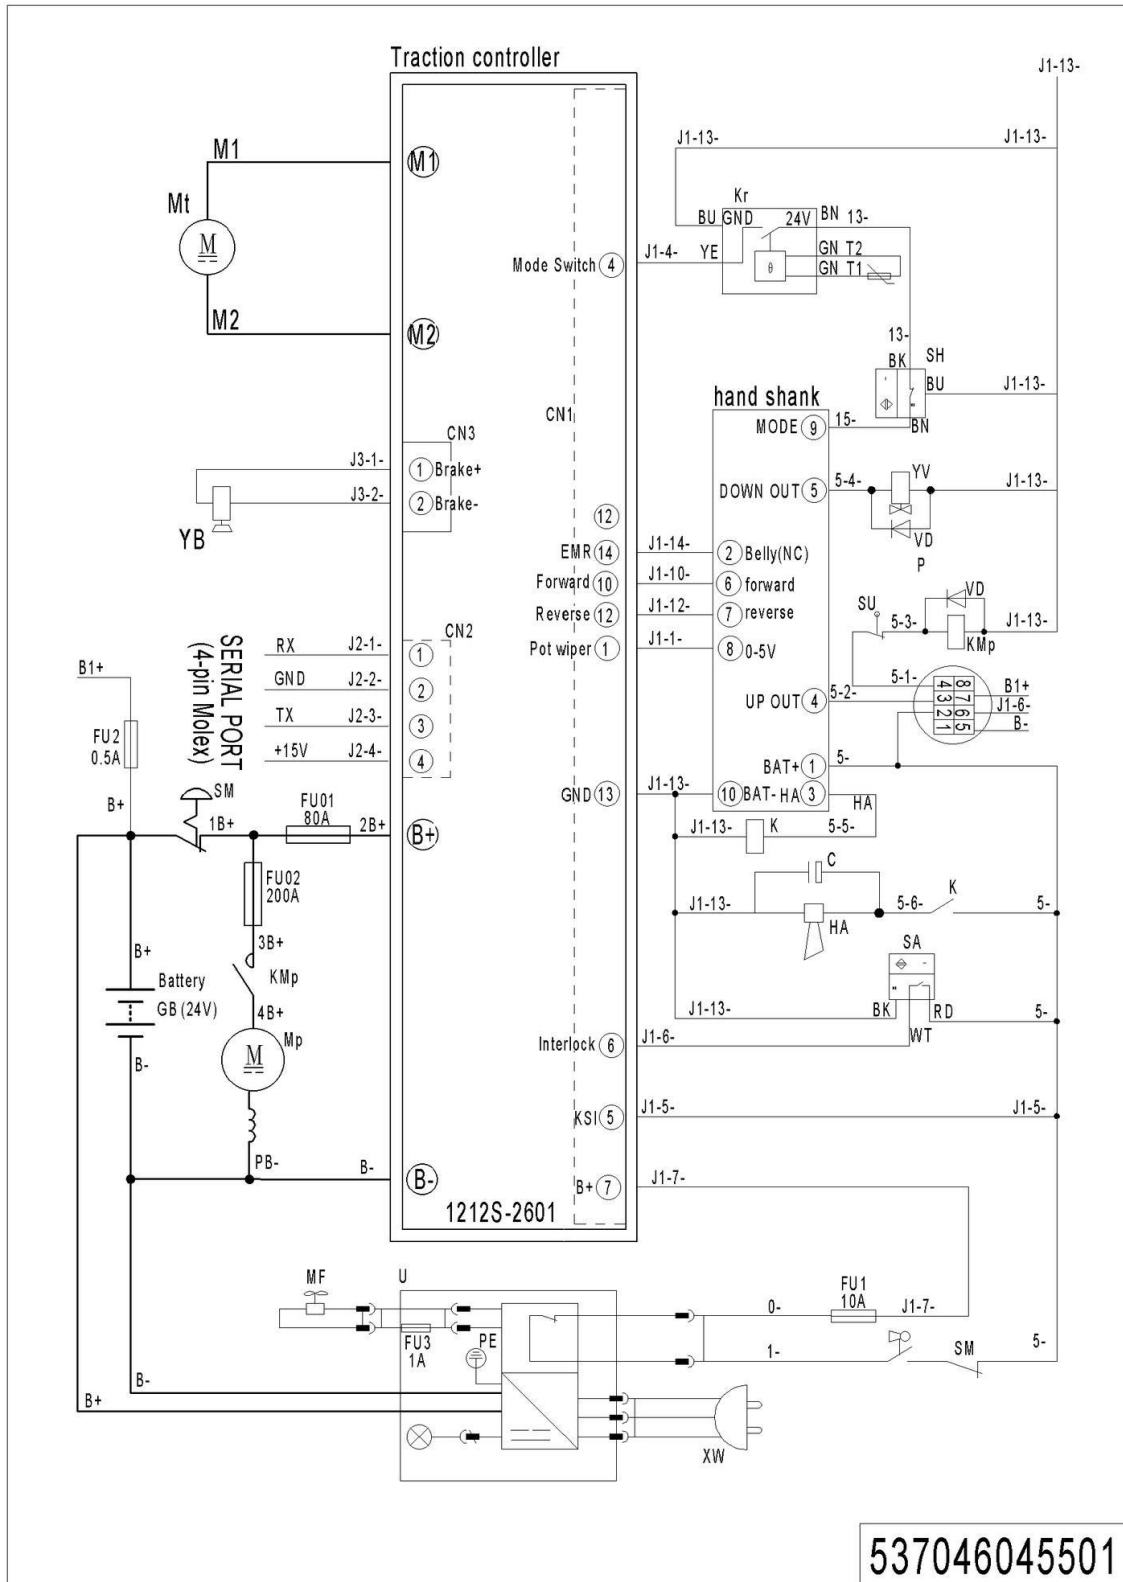 Traction controller
J1-13-
M1
M1
J1-13-
J1-13-
Mt
M
Kr
BU GND
24V
BN
13-
Mode Switch 4
J1-4-
YE
GN T2
θ
GN T1
M2
M2
13-
BK
SH
BU
J1-13-
hand shank
CN1
15-
MODE 9
BN
CN3
J3-1-
1 Brake+
J3-2-
2 Brake-
YB
DOWN OUT 5
5-4-
YV
J1-13-
VD
P
12
EMR 14
J1-14-
2 Belly(NC)
Forward 10
J1-10-
6 forward
Reverse 12
J1-12-
7 reverse
Pot wiper 1
J1-1-
8 0-5V
VD
SU
5-3-
KMp
J1-13-
CN2
SERIAL PORT
(4-pin Molex)
RX
J2-1-
1
GND
J2-2-
2
TX
J2-3-
3
+15V
J2-4-
4
5-1-
UP OUT 4
5-2-
4 8
3 7
2 6
1 5
B1+
J1-6-
B-
B1+
FU2
0.5A
BAT+ 1
5-
GND 13
J1-13-
10 BAT-
HA 3
HA
B+
SM
1B+
FU01
80A
2B+
B+
J1-13-
K
5-5-
FU02
200A
C
J1-13-
HA
5-6-
K
5-
3B+
KMp
B+
Battery
GB (24V)
4B+
SA
J1-13-
BK
RD
5-
WT
M
Mp
Interlock 6
J1-6-
B-
KSI 5
J1-5-
J1-5-
PB-
B-
B-
B+ 7
J1-7-
1212S-2601
MF
U
FU1
10A
0-
J1-7-
FU3
1A
PE
1-
SM
5-
B-
B+
XW
537046045501